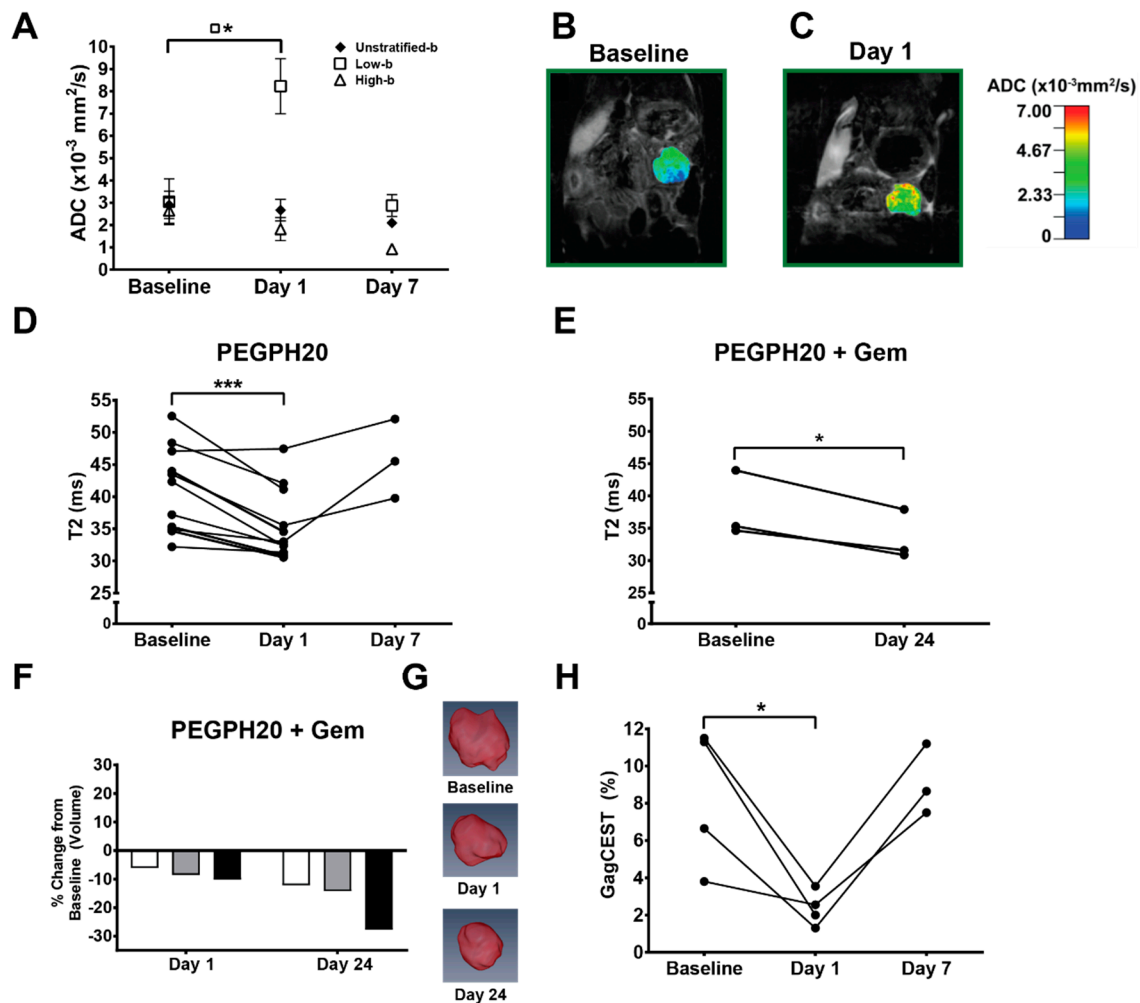 A
ADC (x10⁻³ mm²/s)
10
9
8
7
6
5
4
3
2
1
0
Baseline
Day 1
Day 7
*
Unstratified-b
Low-b
High-b
B
Baseline
C
Day 1
ADC (x10⁻³mm²/s)
7.00
4.67
2.33
0
D
PEGPH20
***
T2 (ms)
55
50
45
40
35
30
25
0
Baseline
Day 1
Day 7
E
PEGPH20 + Gem
*
T2 (ms)
55
50
45
40
35
30
25
0
Baseline
Day 24
F
PEGPH20 + Gem
% Change from
Baseline (Volume)
30
20
10
0
-10
-20
-30
Day 1
Day 24
G
Baseline
Day 1
Day 24
H
*
GagCEST (%)
12
10
8
6
4
2
0
Baseline
Day 1
Day 7